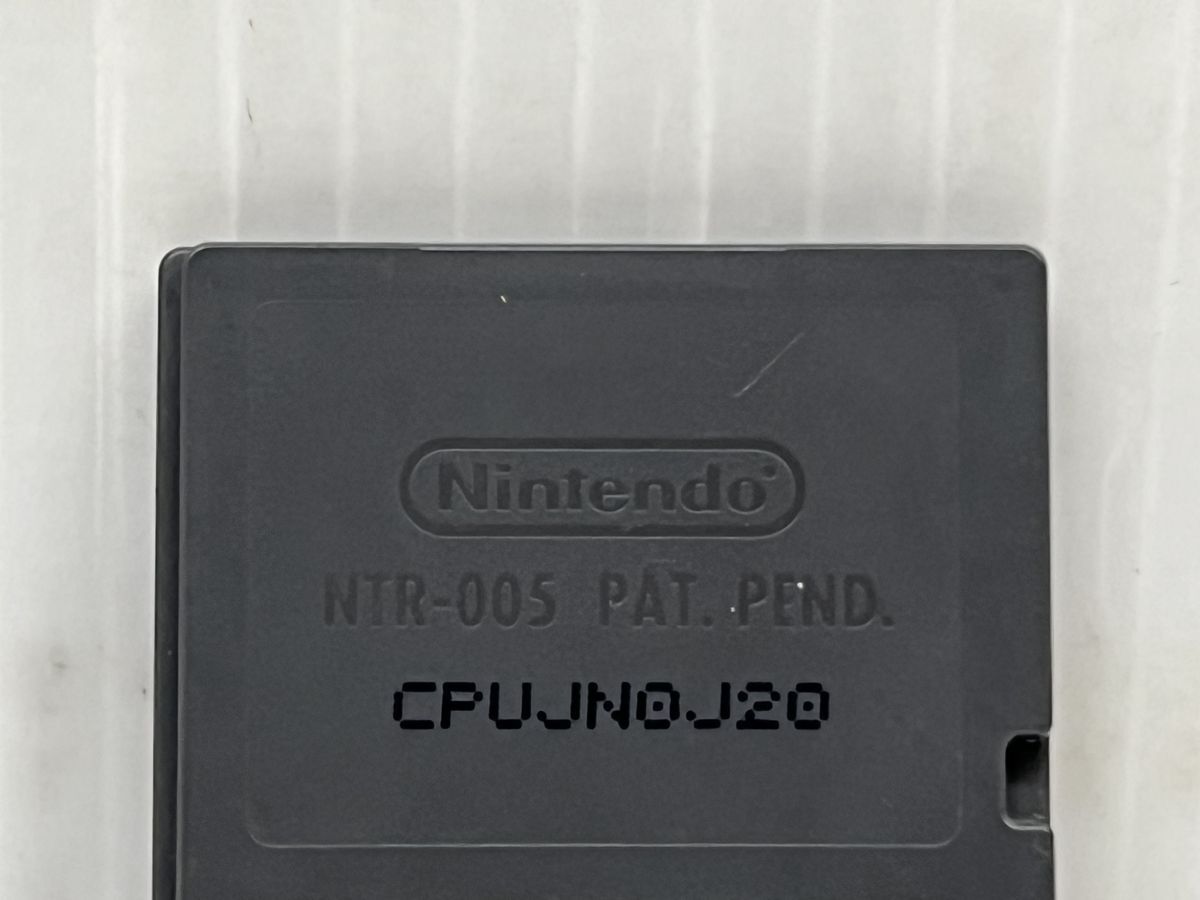 Nintendo
NTR-005 PAT. PEND.
CPUJN0J20